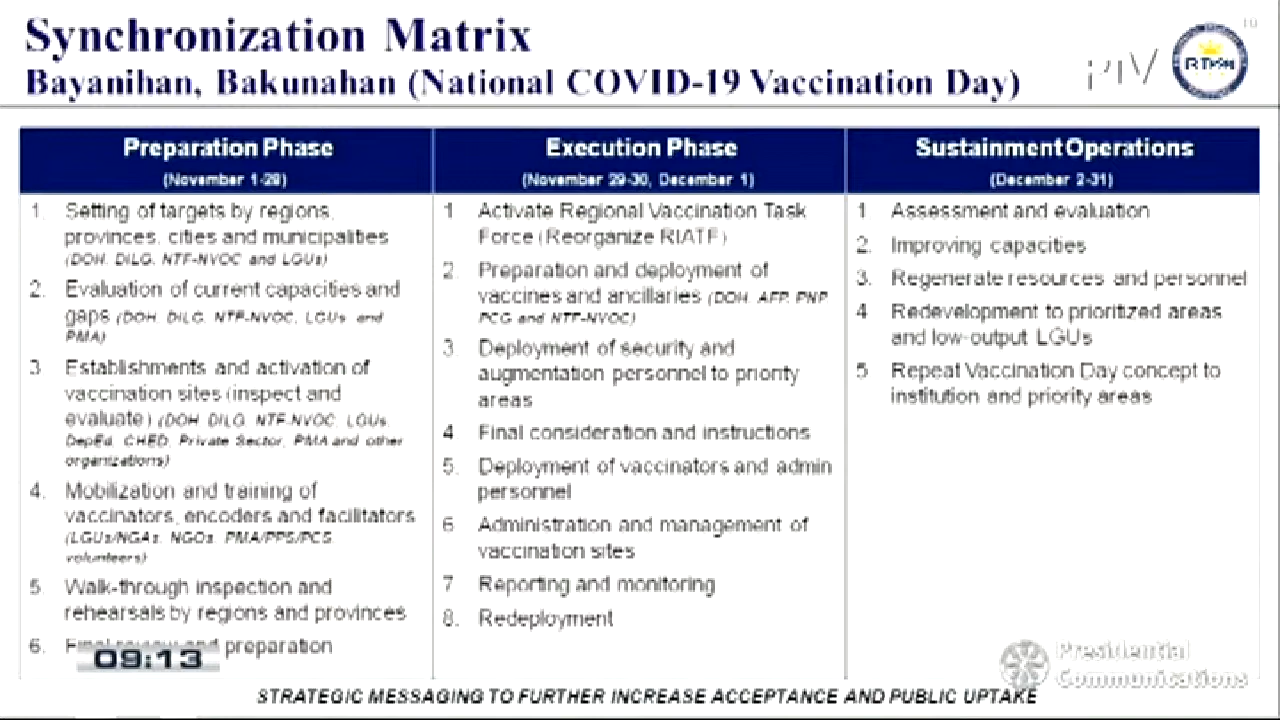 Synchronization Matrix
10
Bayanihan, Bakunahan (National COVID-19 Vaccination Day)
PTV
Preparation Phase
(November 1-28)
1. Setting of targets by regions,
provinces, cities and municipalities
(DOH, DILG, NTF-NVOC and LGUs)
2. Evaluation of current capacities and
gaps (DOH, DILG, NTF-NVOC, LGUs and
PMA)
3 Establishments and activation of
vaccination sites (inspect and
evaluate) (DOH, DILG, NTF-NVOC, LGUs,
DepEd, CHED, Private Sector, PMA and other
organizations)
4. Mobilization and training of
vaccinators, encoders and facilitators
(LGUs/NGAs, NGOs, PMA/PPS/PCS
volunteers)
5. Walk-through inspection and
rehearsals by regions and provinces
6. Final review and preparation
09:13
Execution Phase
(November 29-30, December 1)
1 Activate Regional Vaccination Task
Force (Reorganize RIATF)
2. Preparation and deployment of
vaccines and ancillaries (DOH, AFP, PNP,
PCG and NTF-NVOC)
3 Deployment of security and
augmentation personnel to priority
areas
4 Final consideration and instructions
5. Deployment of vaccinators and admin
personnel
6 Administration and management of
vaccination sites
7 Reporting and monitoring
8. Redeployment
Sustainment Operations
(December 2-31)
1 Assessment and evaluation
2. Improving capacities
3. Regenerate resources and personnel
4 Redevelopment to prioritized areas
and low-output LGUs
5 Repeat Vaccination Day concept to
institution and priority areas
Presidential
Communications
STRATEGIC MESSAGING TO FURTHER INCREASE ACCEPTANCE AND PUBLIC UPTAKE